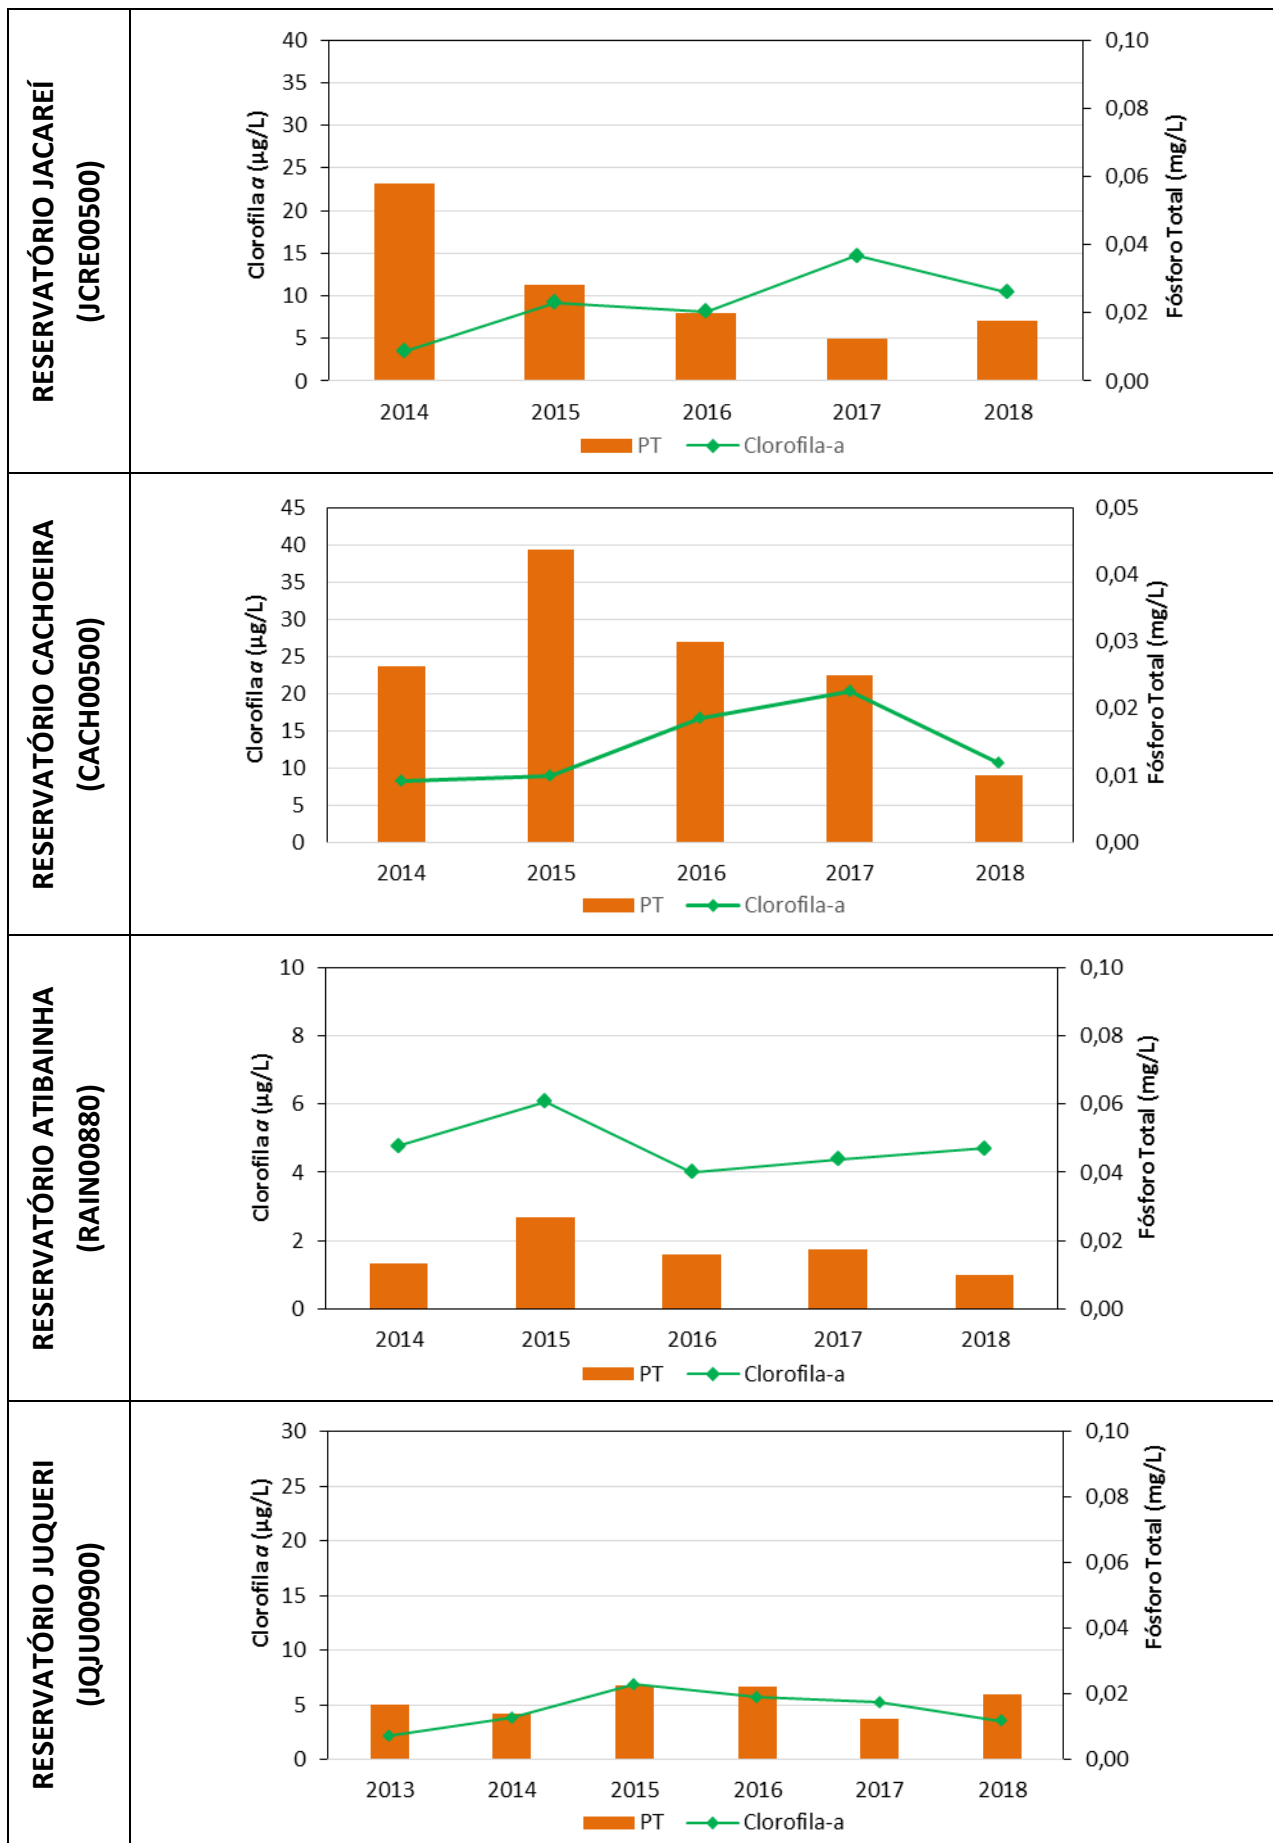 RESERVATÓRIO JACAREÍ
(JCRE00500)
Clorofila a (µg/L)
40
35
30
25
20
15
10
5
0
0,10
0,08
0,06
0,04
0,02
0,00
Fósforo Total (mg/L)
2014 2015 2016 2017 2018
PT Clorofila-a
RESERVATÓRIO CACHOEIRA
(CACH00500)
Clorofila a (µg/L)
45
40
35
30
25
20
15
10
5
0
0,05
0,04
0,03
0,02
0,01
0,00
Fósforo Total (mg/L)
2014 2015 2016 2017 2018
PT Clorofila-a
RESERVATÓRIO ATIBAINHA
(RAIN00880)
Clorofila a (µg/L)
10
8
6
4
2
0
0,10
0,08
0,06
0,04
0,02
0,00
Fósforo Total (mg/L)
2014 2015 2016 2017 2018
PT Clorofila-a
RESERVATÓRIO JUQUERI
(JQJU00900)
Clorofila a (µg/L)
30
25
20
15
10
5
0
0,10
0,08
0,06
0,04
0,02
0,00
Fósforo Total (mg/L)
2013 2014 2015 2016 2017 2018
PT Clorofila-a